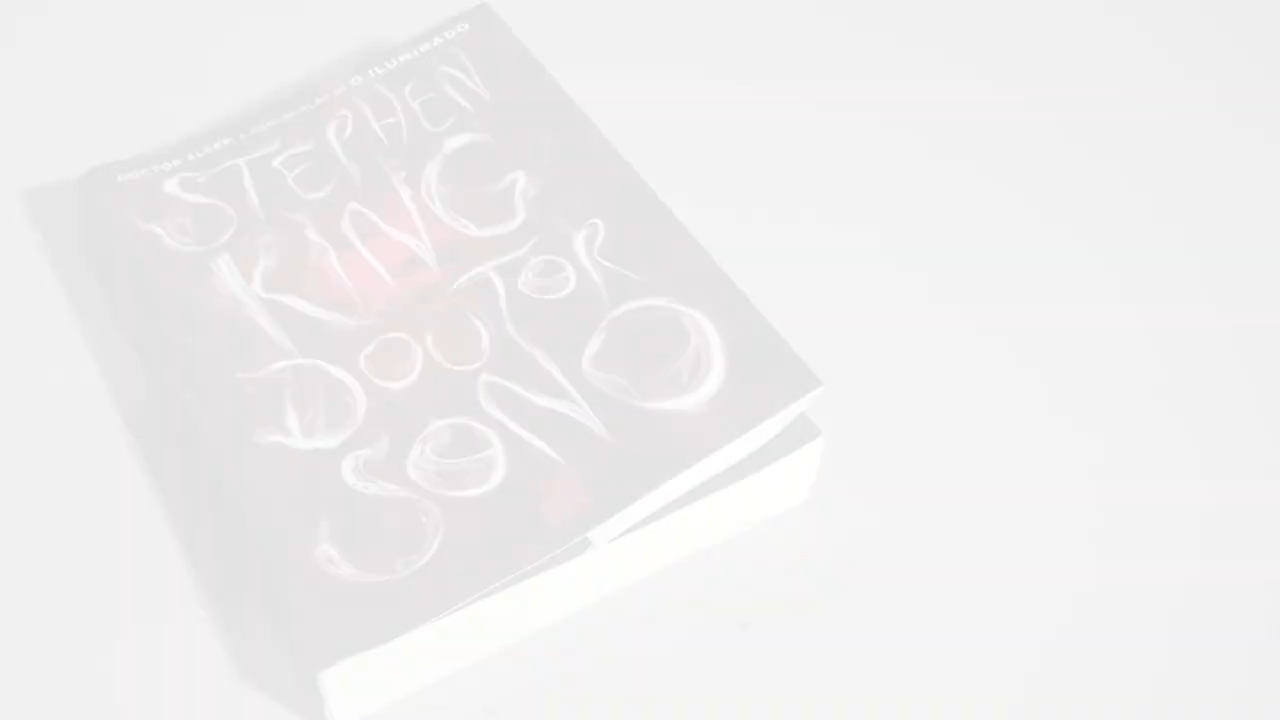 DOCTOR SLEEP O ILUMINADO
STEPHEN
KING
DOUTOR
SONO